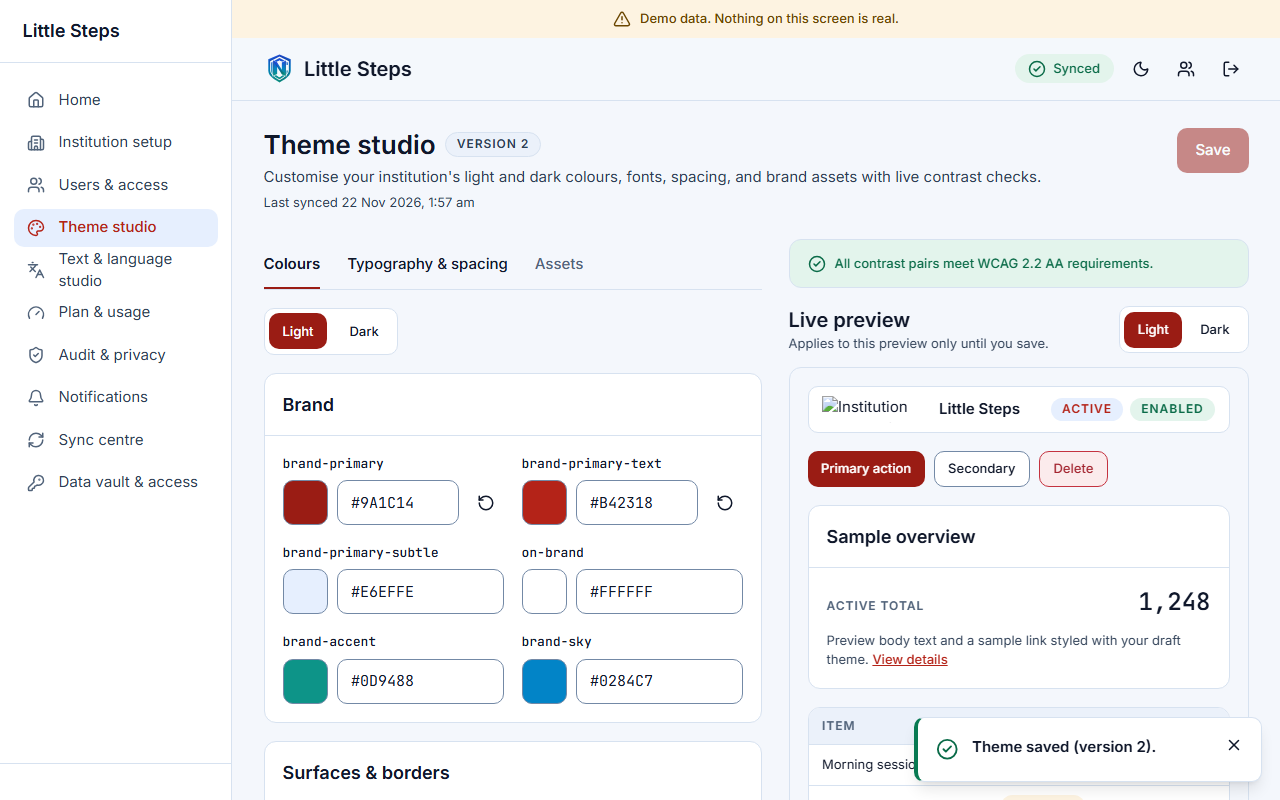 Little Steps
Demo data. Nothing on this screen is real.
Little Steps
Synced
Home
Institution setup
Users & access
Theme studio
Text & language
studio
Plan & usage
Audit & privacy
Notifications
Sync centre
Data vault & access
Theme studio
VERSION 2
Save
Customise your institution's light and dark colours, fonts, spacing, and brand assets with live contrast checks.
Last synced 22 Nov 2026, 1:57 am
Colours
Typography & spacing
Assets
Light
Dark
Brand
brand-primary
brand-primary-text
#9A1C14
#B42318
brand-primary-subtle
on-brand
#E6EFFE
#FFFFFF
brand-accent
brand-sky
#0D9488
#0284C7
Surfaces & borders
All contrast pairs meet WCAG 2.2 AA requirements.
Live preview
Applies to this preview only until you save.
Light
Dark
Institution
Little Steps
ACTIVE
ENABLED
Primary action
Secondary
Delete
Sample overview
ACTIVE TOTAL
1,248
Preview body text and a sample link styled with your draft
theme. View details
ITEM
Morning sessio
Theme saved (version 2).